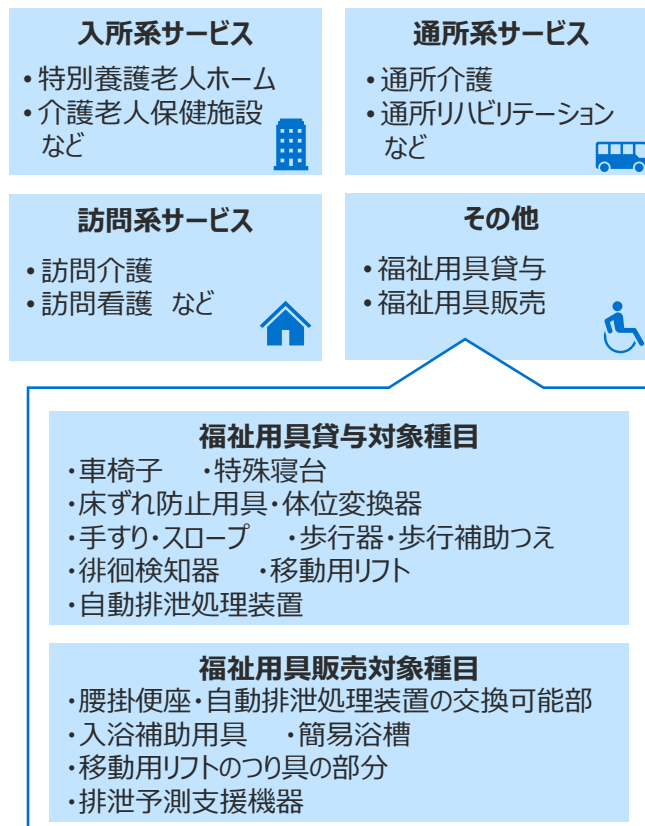 入所系サービス
•特別養護老人ホーム
•介護老人保健施設
など
通所系サービス
•通所介護
•通所リハビリテーション
など
訪問系サービス
•訪問介護
•訪問看護 など
その他
•福祉用具貸与
•福祉用具販売
福祉用具貸与対象種目
・車椅子 ・特殊寝台
・床ずれ防止用具・体位変換器
・手すり・スロープ ・歩行器・歩行補助つえ
・徘徊検知器 ・移動用リフト
・自動排泄処理装置
福祉用具販売対象種目
・腰掛便座・自動排泄処理装置の交換可能部
・入浴補助用具 ・簡易浴槽
・移動用リフトのつり具の部分
・排泄予測支援機器